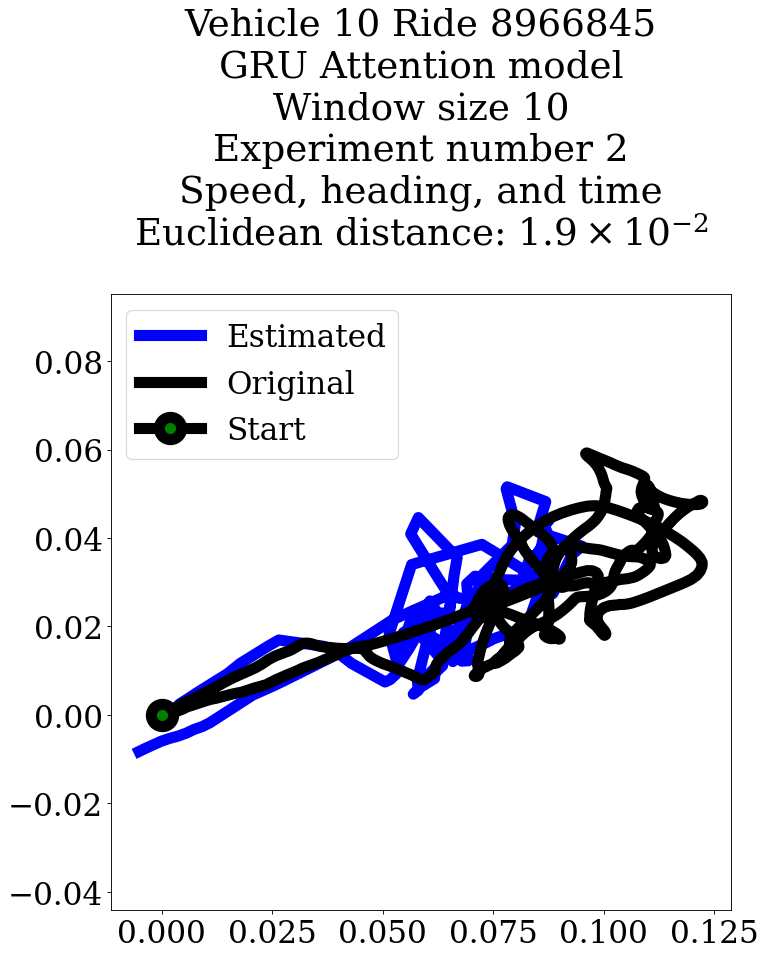 Vehicle 10 Ride 8966845
GRU Attention model
Window size 10
Experiment number 2
Speed, heading, and time
Euclidean distance: 1.9 × 10⁻²
Estimated
Original
Start
0.08
0.06
0.04
0.02
0.00
−0.02
−0.04
0.000 0.025 0.050 0.075 0.100 0.125